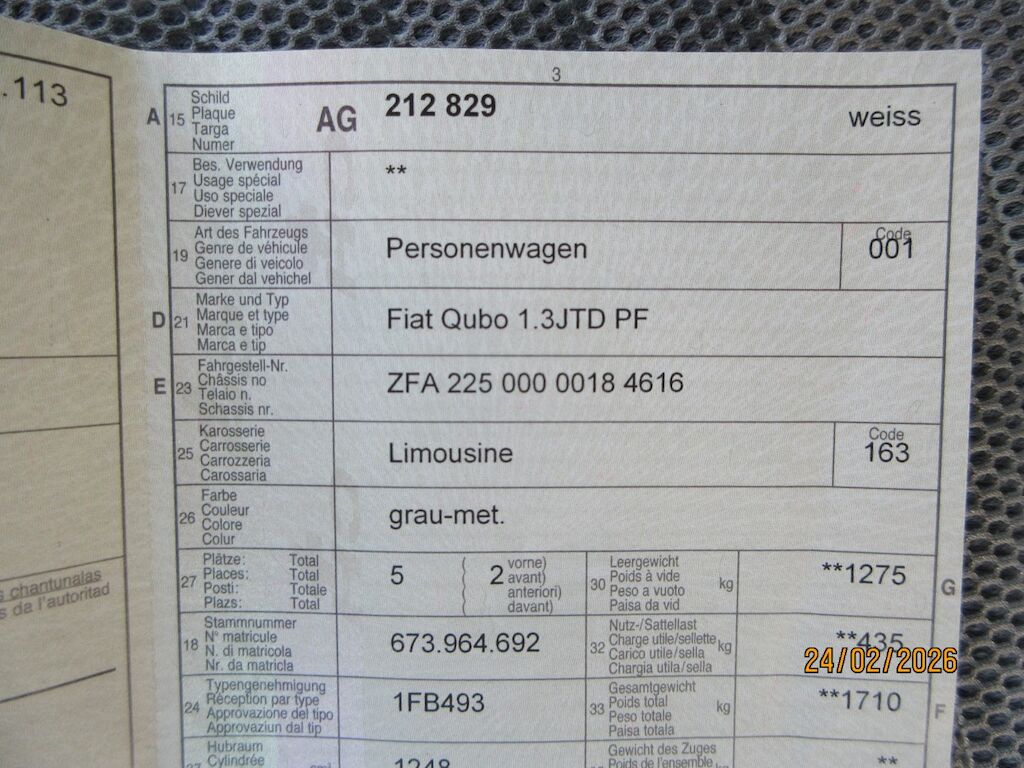 .113
3
A 15 Schild
Plaque
Targa
Numer
AG 212 829 weiss
17 Bes. Verwendung
Usage spécial
Uso speciale
Diever spezial
**
19 Art des Fahrzeugs
Genre de véhicule
Genere di veicolo
Gener dal vehichel
Personenwagen
Code
001
D 21 Marke und Typ
Marque et type
Marca e tipo
Marca e tip
Fiat Qubo 1.3JTD PF
E 23 Fahrgestell-Nr.
Châssis no
Telaio n.
Schassis nr.
ZFA 225 000 0018 4616
25 Karosserie
Carrosserie
Carrozzeria
Carossaria
Limousine
Code
163
26 Farbe
Couleur
Colore
Colur
grau-met.
27 Plätze: Total
Places: Total
Posti: Totale
Plazs: Total
5
( 2 vorne)
( avant)
( anteriori)
( davant)
30 Leergewicht
Poids à vide
Peso a vuoto
Paisa da vid
kg
**1275
G
s chantunalas
s da l'autoritad
18 Stammnummer
N° matricule
N. di matricola
Nr. da matricla
673.964.692
32 Nutz-/Sattellast
Charge utile/sellette
Carico utile/sella
Chargia utila/sella
kg
**435
24/02/2026
24 Typengenehmigung
Réception par type
Approvazione del tipo
Approvaziun dal tip
1FB493
33 Gesamtgewicht
Poids total
Peso totale
Paisa totala
kg
**1710
F
Hubraum
Cylindrée
1248
Gewicht des Zuges
Poids de l'ensemble
**